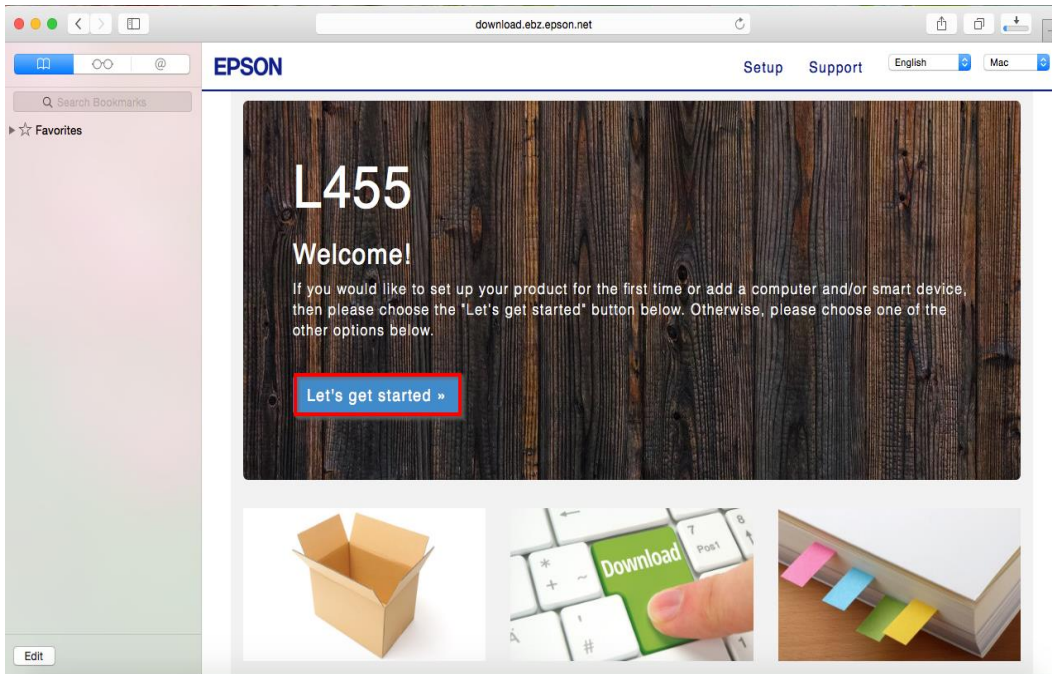 download.ebz.epson.net
Search Bookmarks
Favorites
EPSON
Setup
Support
English
Mac
L455
Welcome!
If you would like to set up your product for the first time or add a computer and/or smart device,
then please choose the "Let's get started" button below. Otherwise, please choose one of the
other options below.
Let's get started »
* + ~
Download
7
Pos1
8
'
#
1
Edit